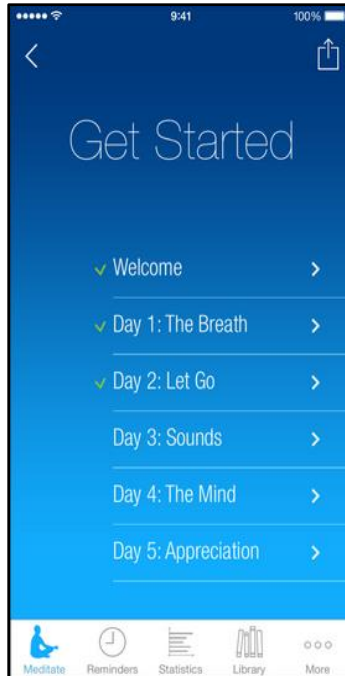 9:41
100%
Get Started
Welcome
Day 1: The Breath
Day 2: Let Go
Day 3: Sounds
Day 4: The Mind
Day 5: Appreciation
Meditate Reminders Statistics Library More